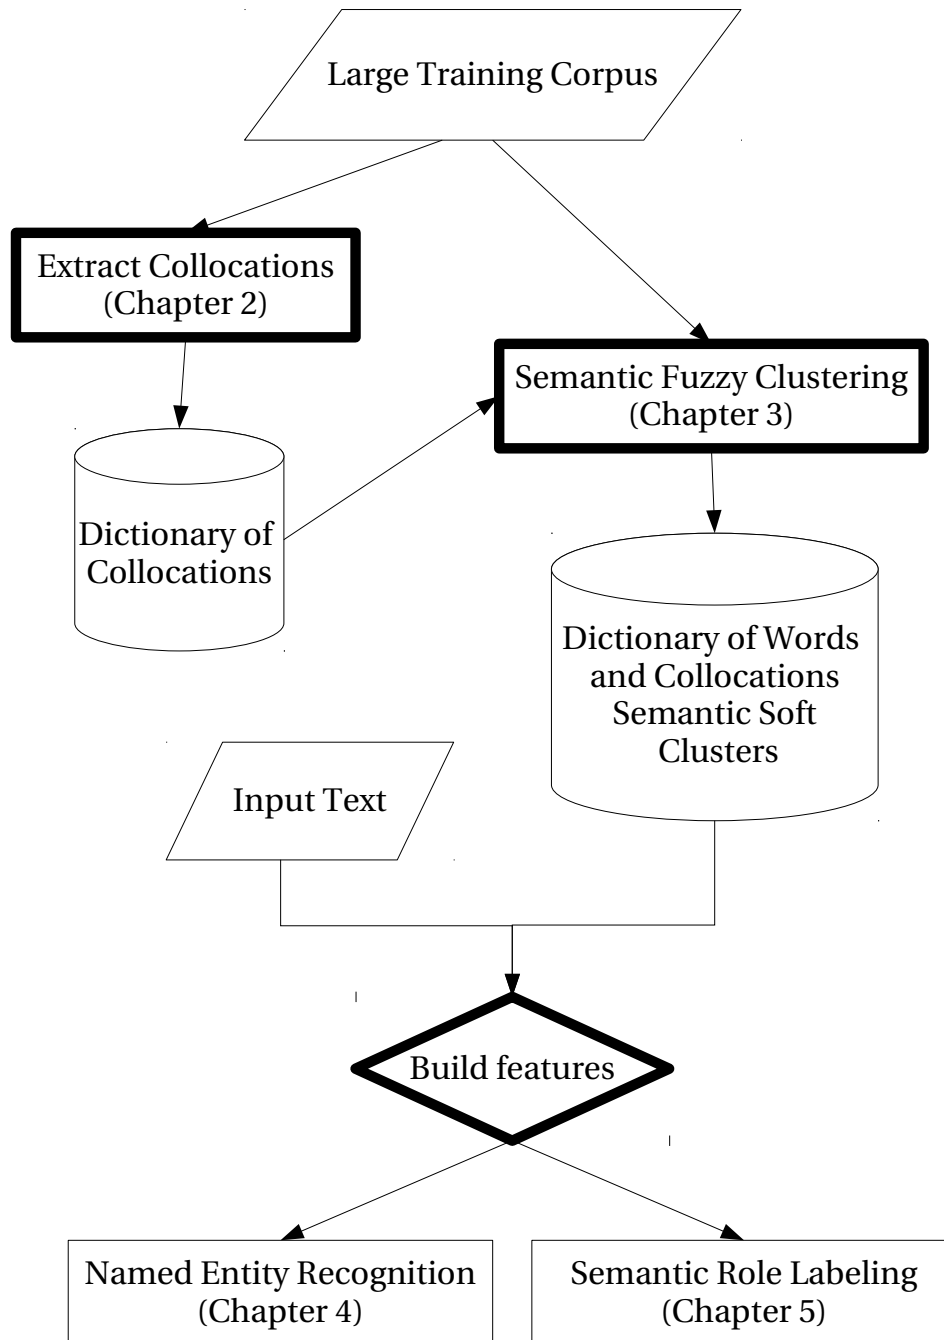 Large Training Corpus
Extract Collocations
(Chapter 2)
Semantic Fuzzy Clustering
(Chapter 3)
Dictionary of
Collocations
Dictionary of Words
and Collocations
Semantic Soft
Clusters
Input Text
Build features
Named Entity Recognition
(Chapter 4)
Semantic Role Labeling
(Chapter 5)